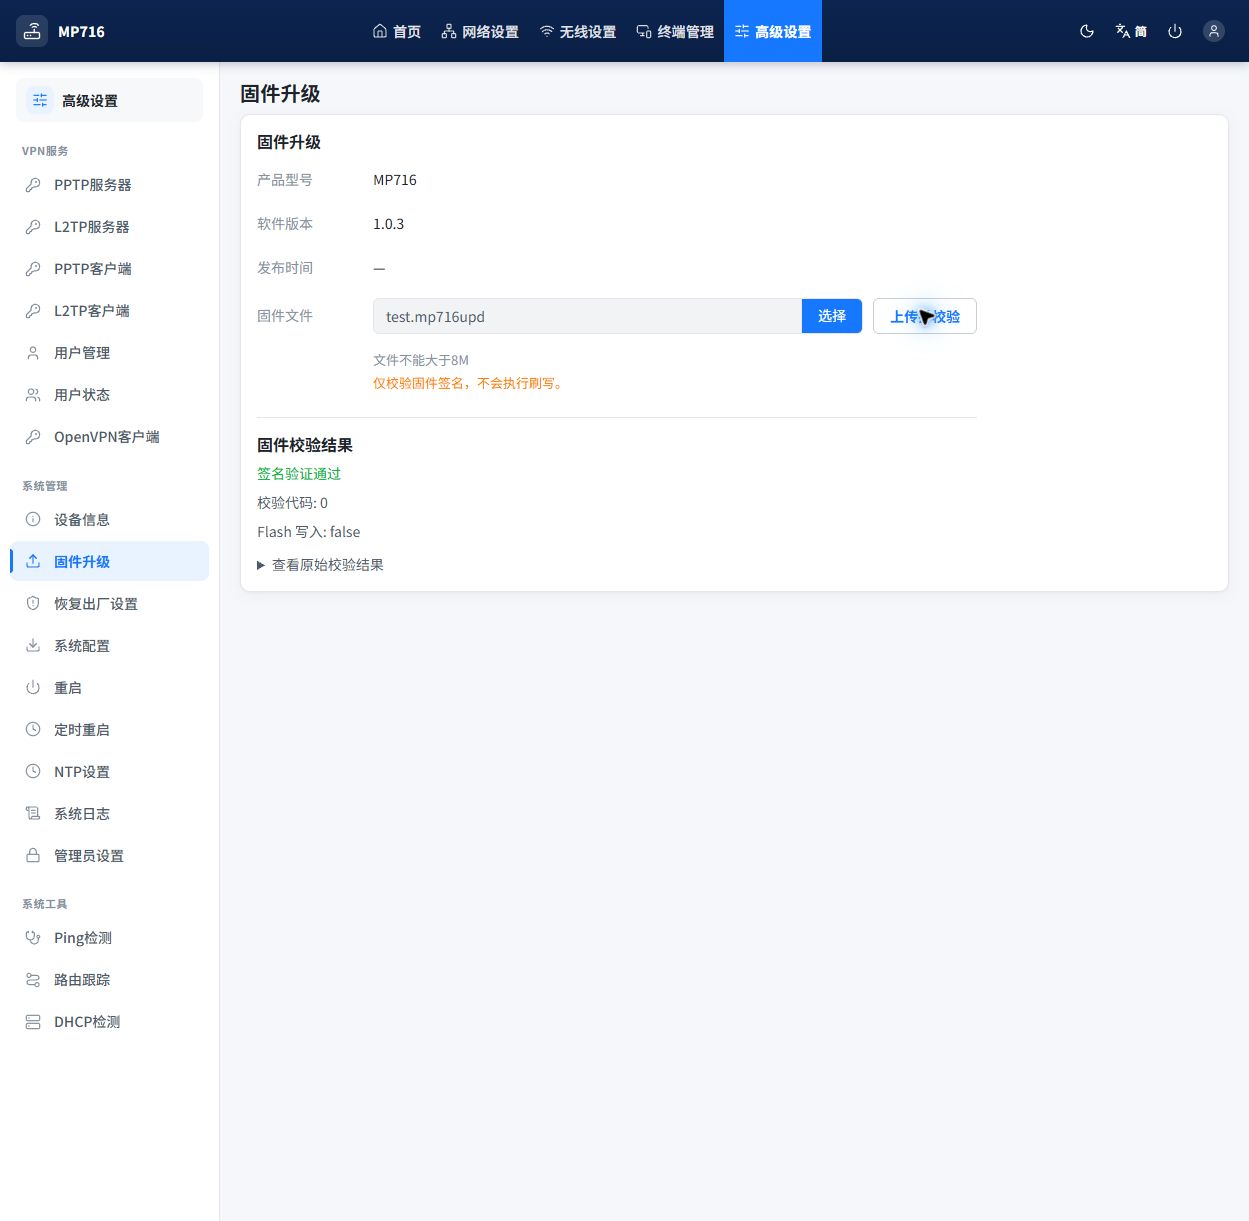 MP716
首页
网络设置
无线设置
终端管理
高级设置
简
高级设置
VPN服务
PPTP服务器
L2TP服务器
PPTP客户端
L2TP客户端
用户管理
用户状态
OpenVPN客户端
系统管理
设备信息
固件升级
恢复出厂设置
系统配置
重启
定时重启
NTP设置
系统日志
管理员设置
系统工具
Ping检测
路由跟踪
DHCP检测
固件升级
固件升级
产品型号 MP716
软件版本 1.0.3
发布时间 —
固件文件 test.mp716upd 选择 上传 校验
文件不能大于8M
仅校验固件签名，不会执行刷写。
固件校验结果
签名验证通过
校验代码: 0
Flash 写入: false
查看原始校验结果